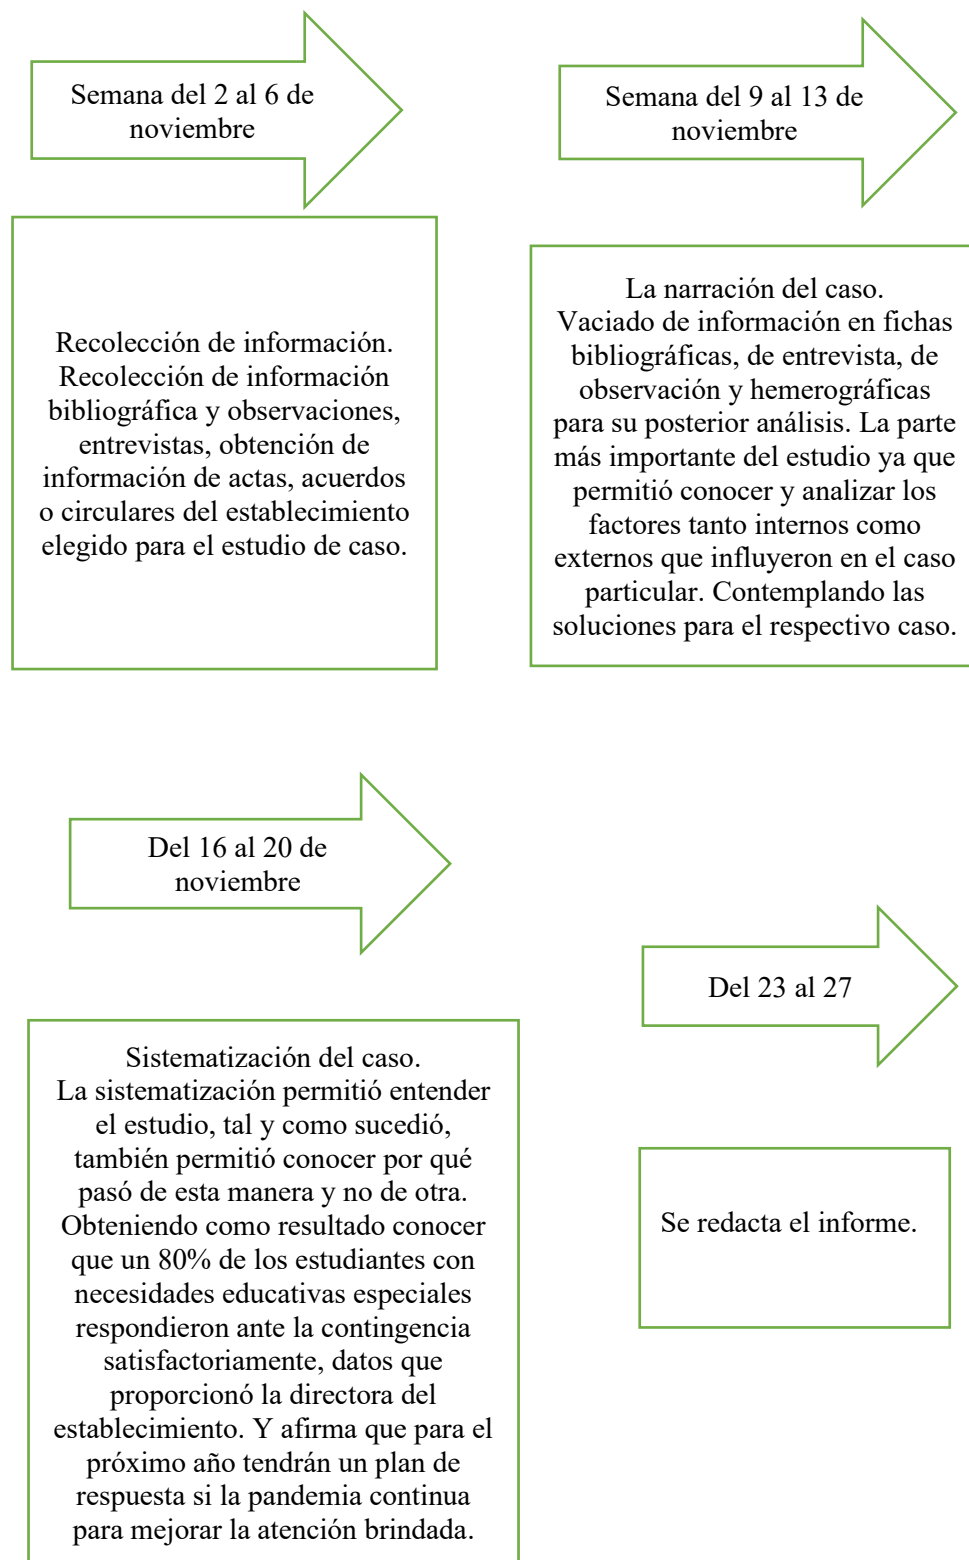 Semana del 2 al 6 de
noviembre
Recolección de información.
Recolección de información
bibliográfica y observaciones,
entrevistas, obtención de
información de actas, acuerdos
o circulares del establecimiento
elegido para el estudio de caso.
Semana del 9 al 13 de
noviembre
La narración del caso.
Vaciado de información en fichas
bibliográficas, de entrevista, de
observación y hemerográficas
para su posterior análisis. La parte
más importante del estudio ya que
permitió conocer y analizar los
factores tanto internos como
externos que influyeron en el caso
particular. Contemplando las
soluciones para el respectivo caso.
Del 16 al 20 de
noviembre
Sistematización del caso.
La sistematización permitió entender
el estudio, tal y como sucedió,
también permitió conocer por qué
pasó de esta manera y no de otra.
Obteniendo como resultado conocer
que un 80% de los estudiantes con
necesidades educativas especiales
respondieron ante la contingencia
satisfactoriamente, datos que
proporcionó la directora del
establecimiento. Y afirma que para el
próximo año tendrán un plan de
respuesta si la pandemia continua
para mejorar la atención brindada.
Del 23 al 27
Se redacta el informe.